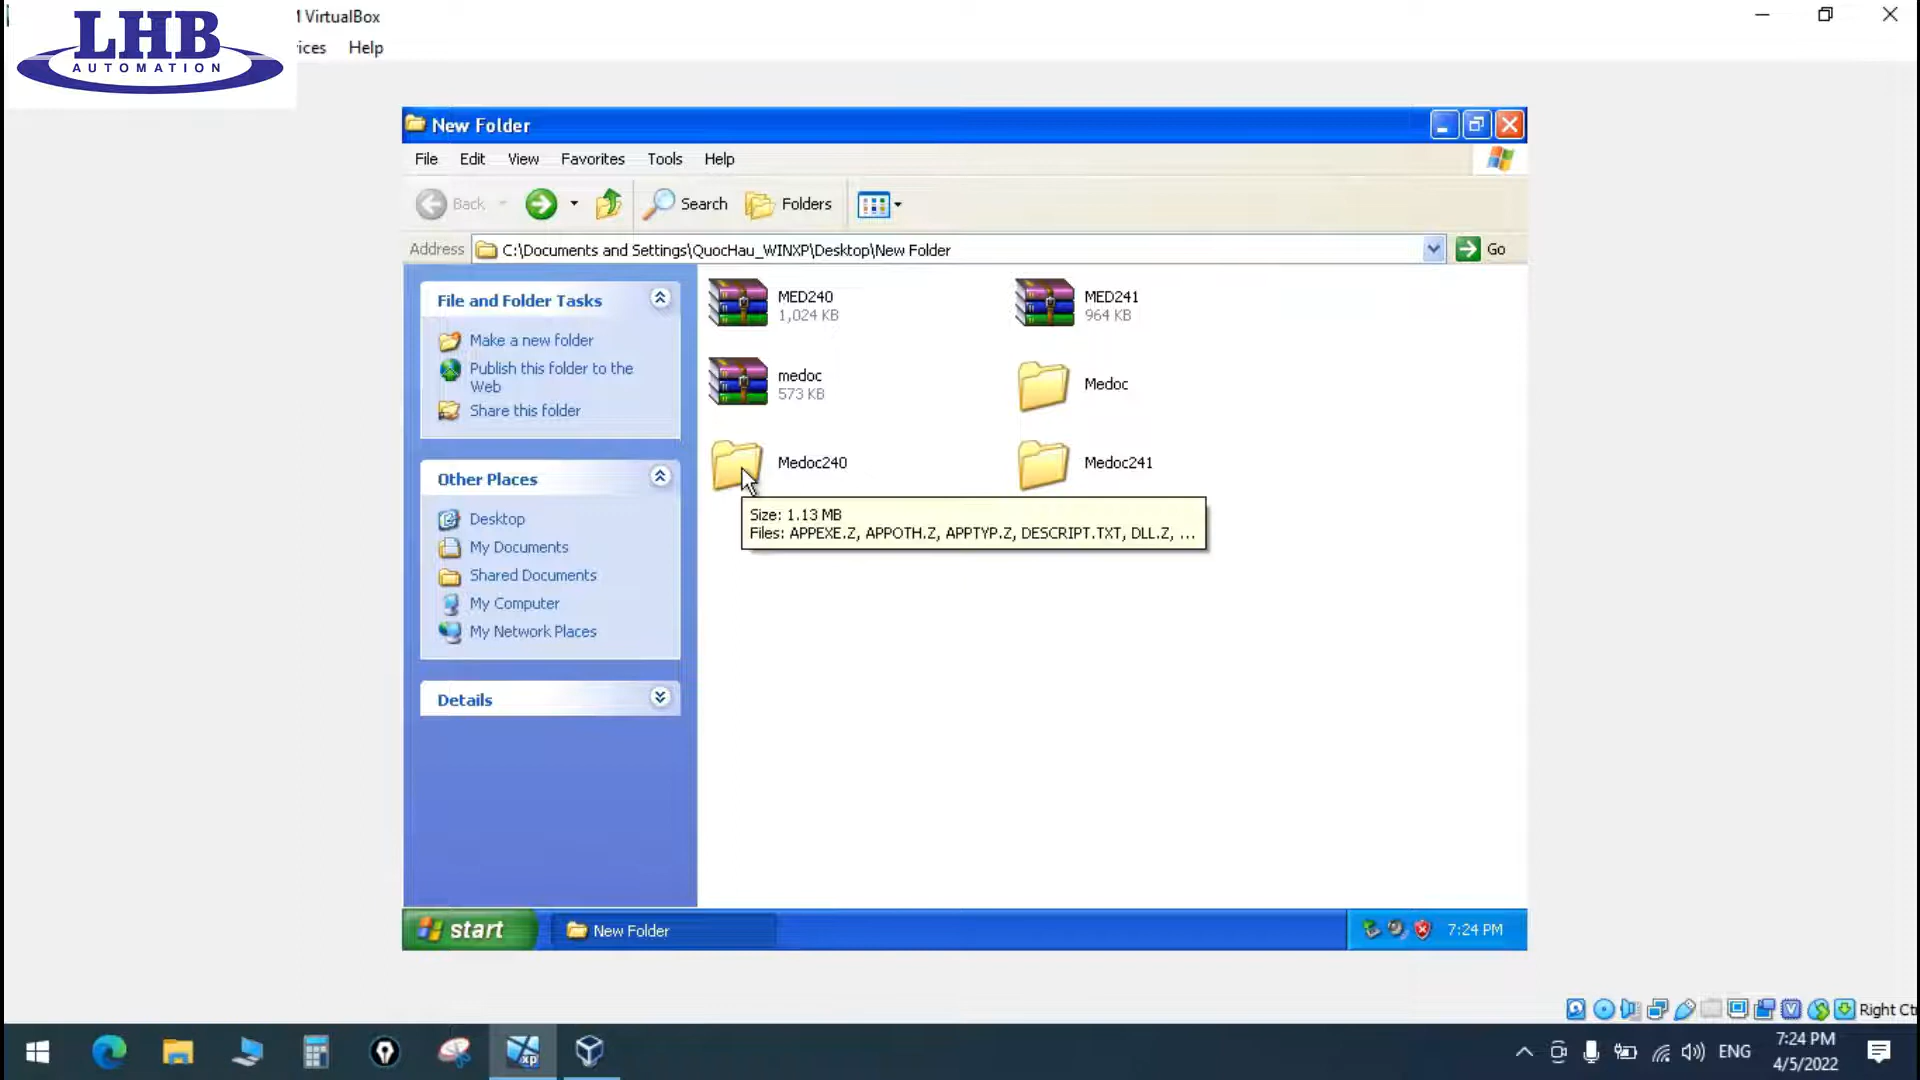 LHB
AUTOMATION
VirtualBox
ices Help
New Folder
File Edit View Favorites Tools Help
Back Search Folders
Address C:\Documents and Settings\QuocHau_WINXP\Desktop\New Folder Go
File and Folder Tasks
Make a new folder
Publish this folder to the
Web
Share this folder
Other Places
Desktop
My Documents
Shared Documents
My Computer
My Network Places
Details
MED240
1,024 KB
MED241
964 KB
medoc
573 KB
Medoc
Medoc240
Medoc241
Size: 1.13 MB
Files: APPEXE.Z, APPOTH.Z, APPTYP.Z, DESCRIPT.TXT, DLL.Z, ...
start New Folder 7:24 PM
Right Ct
xp
ENG
7:24 PM
4/5/2022